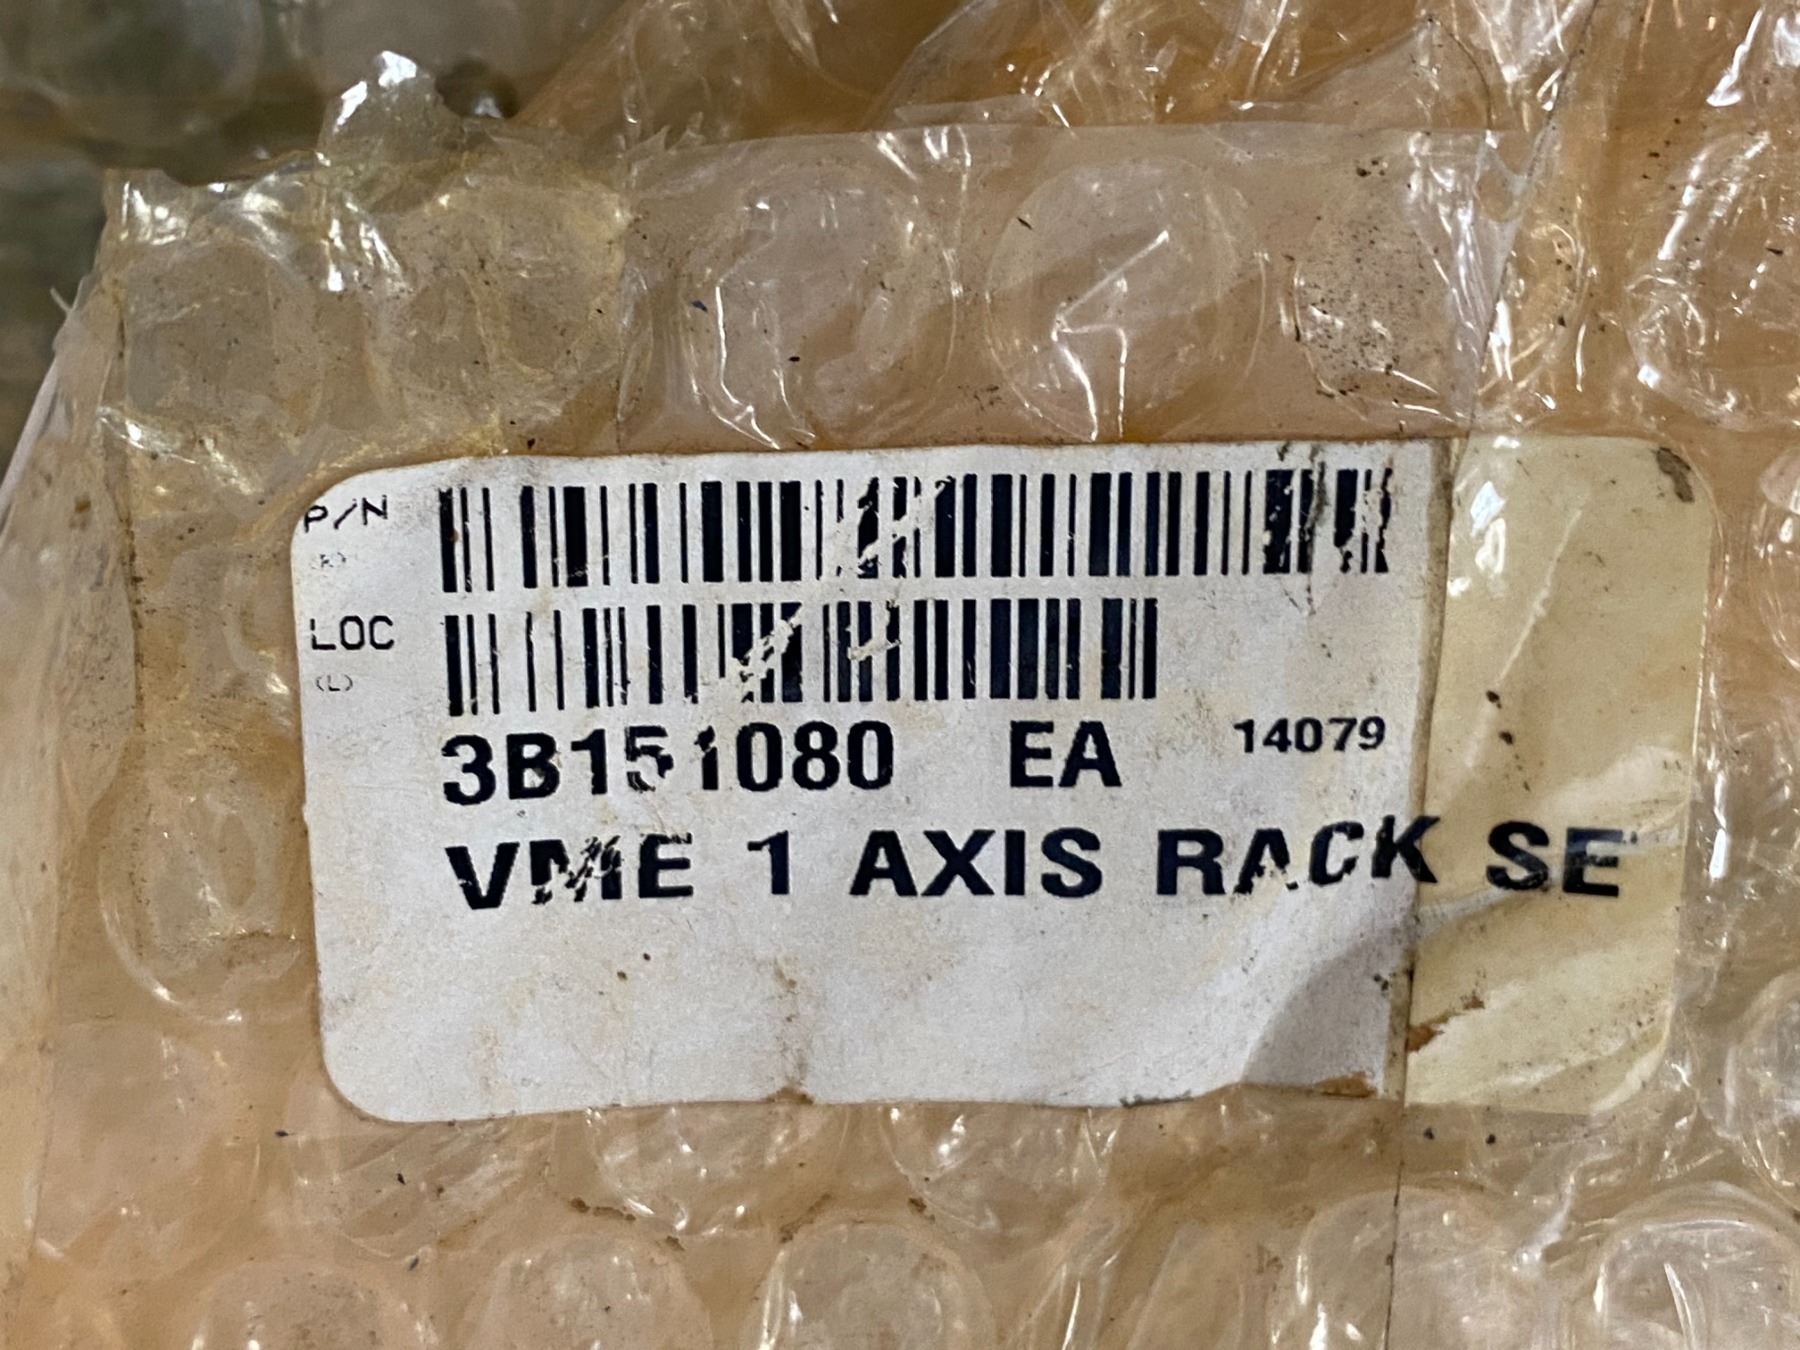 P/N
LOC
(L)
3B151080 EA 14079
VME 1 AXIS RACK SE